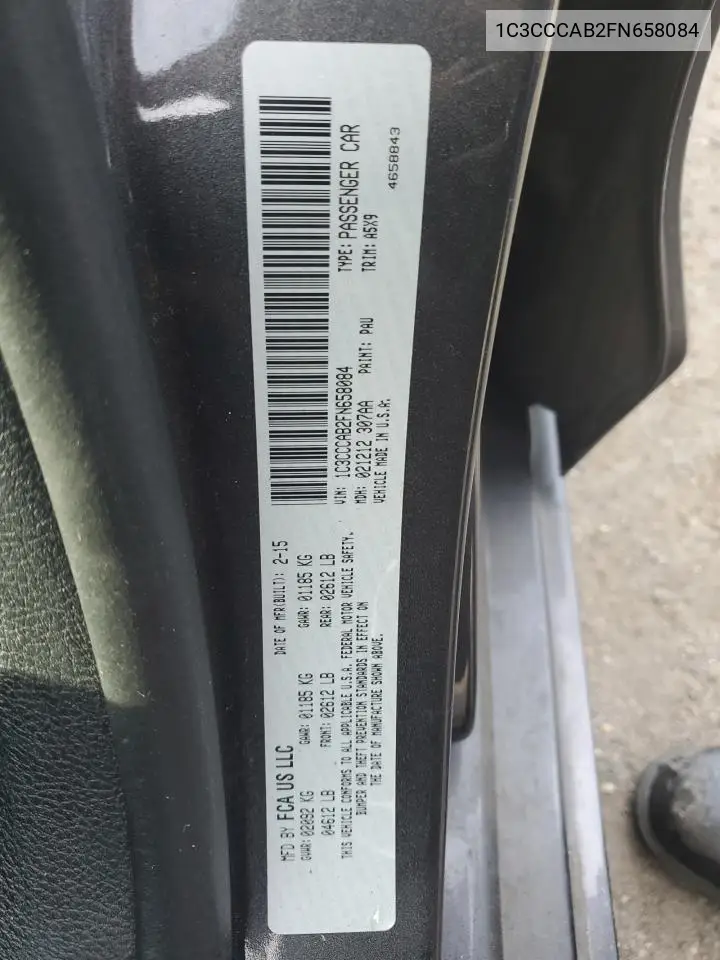 1C3CCCAB2FN658084
MFD BY FCA US LLC
DATE OF MFR(BUILT): 2-15
GVWR: 02092 KG
GAWR: 01185 KG
GAWR: 01185 KG
04612 LB
FRONT: 02612 LB
REAR: 02612 LB
THIS VEHICLE CONFORMS TO ALL APPLICABLE U.S.A. FEDERAL MOTOR VEHICLE SAFETY,
BUMPER AND THEFT PREVENTION STANDARDS IN EFFECT ON
THE DATE OF MANUFACTURE SHOWN ABOVE.
VIN: 1C3CCCAB2FN658084
TYPE: PASSENGER CAR
MDH: 021212 307AA
PAINT: PAU
TRIM: A5X9
VEHICLE MADE IN U.S.A.
4658843